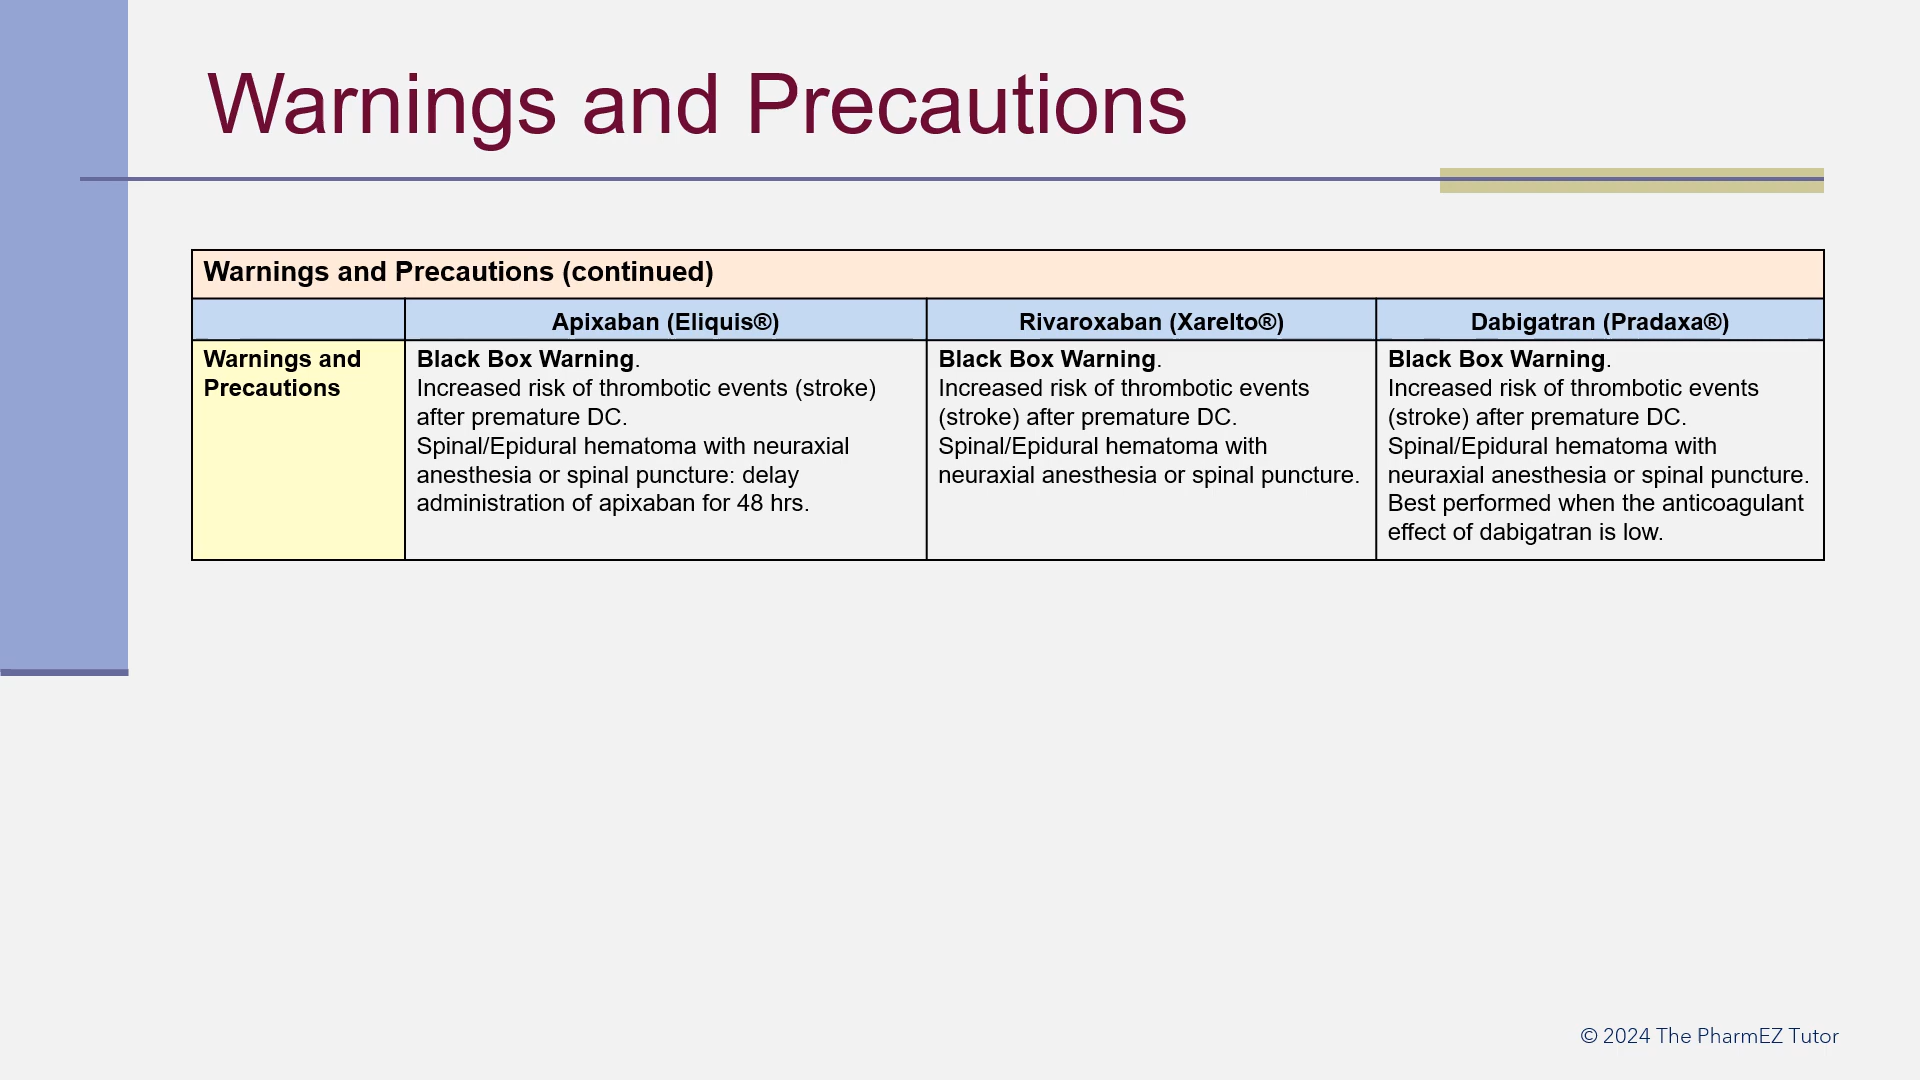 Warnings and Precautions
Warnings and Precautions (continued)
Apixaban (Eliquis®)
Rivaroxaban (Xarelto®)
Dabigatran (Pradaxa®)
Warnings and
Precautions
Black Box Warning.
Increased risk of thrombotic events (stroke)
after premature DC.
Spinal/Epidural hematoma with neuraxial
anesthesia or spinal puncture: delay
administration of apixaban for 48 hrs.
Black Box Warning.
Increased risk of thrombotic events
(stroke) after premature DC.
Spinal/Epidural hematoma with
neuraxial anesthesia or spinal puncture.
Black Box Warning.
Increased risk of thrombotic events
(stroke) after premature DC.
Spinal/Epidural hematoma with
neuraxial anesthesia or spinal puncture.
Best performed when the anticoagulant
effect of dabigatran is low.
© 2024 The PharmEZ Tutor